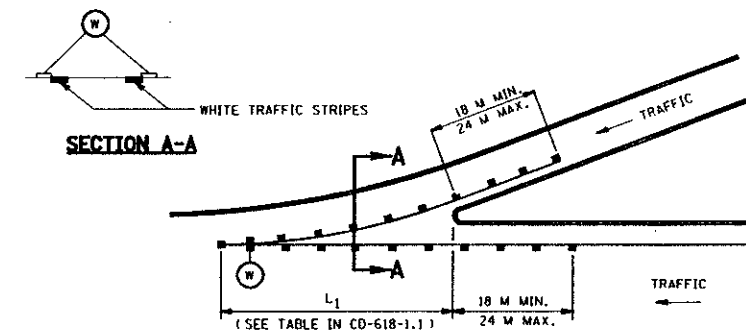 W
WHITE TRAFFIC STRIPES
SECTION A-A
18 M MIN.
24 M MAX.
TRAFFIC
A
A
W
L1
(SEE TABLE IN CD-618-1.1)
18 M MIN.
24 M MAX.
TRAFFIC